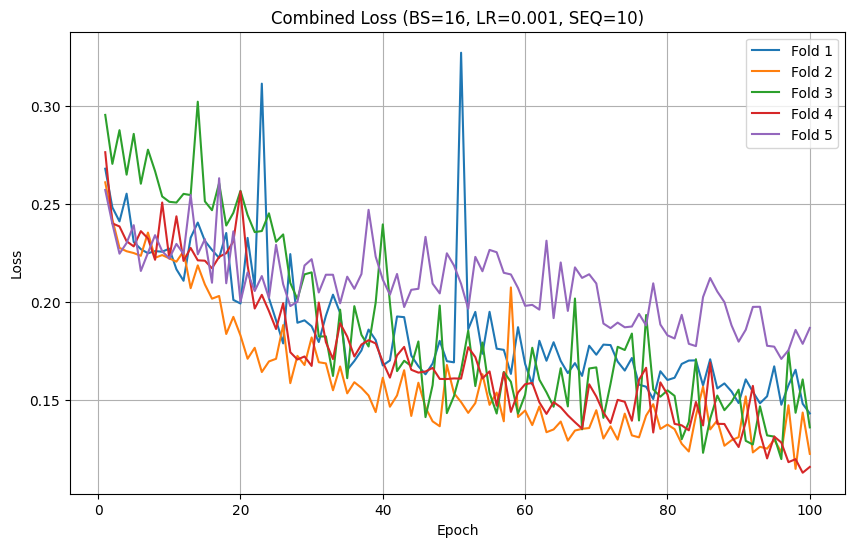 Combined Loss (BS=16, LR=0.001, SEQ=10)
Fold 1
Fold 2
Fold 3
Fold 4
Fold 5
0.30
0.25
0.20
0.15
Loss
0
20
40
60
80
100
Epoch